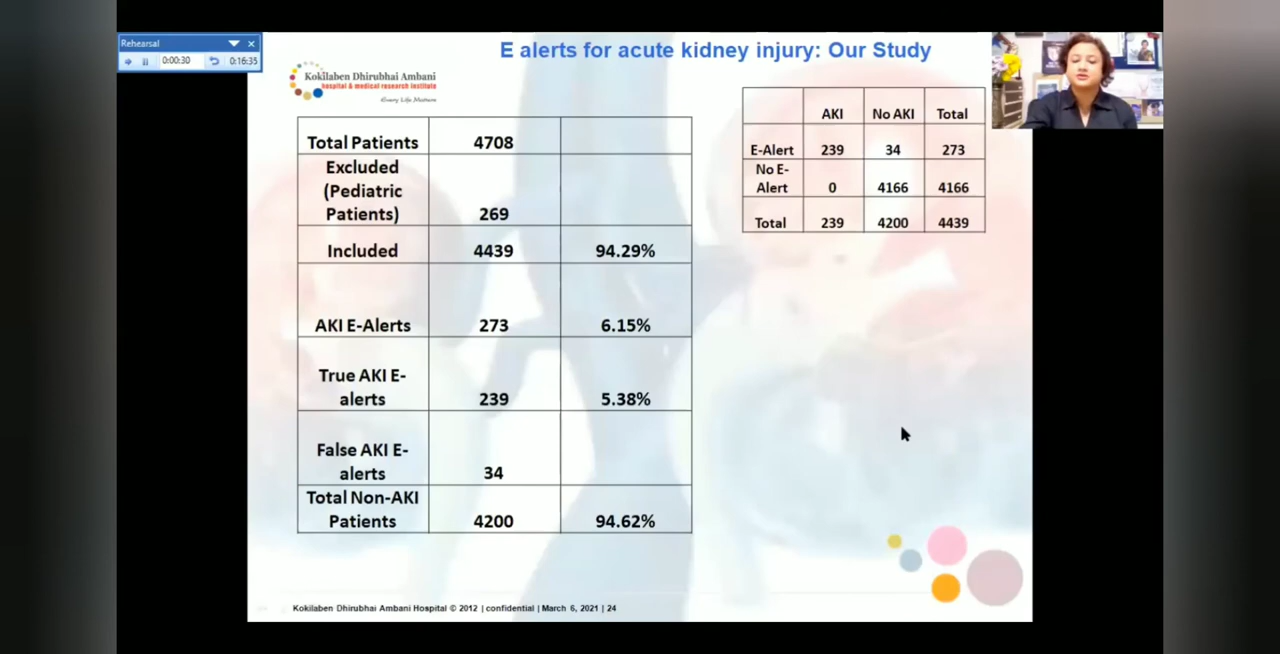 Rehearsal
0:00:30
0:16:35
E alerts for acute kidney injury: Our Study
Kokilaben Dhirubhai Ambani
hospital & medical research institute
Every Life Matters
Total Patients 4708
Excluded
(Pediatric
Patients) 269
Included 4439 94.29%
AKI E-Alerts 273 6.15%
True AKI E-
alerts 239 5.38%
False AKI E-
alerts 34
Total Non-AKI
Patients 4200 94.62%
AKI No AKI Total
E-Alert 239 34 273
No E-
Alert 0 4166 4166
Total 239 4200 4439
Kokilaben Dhirubhai Ambani Hospital © 2012 | confidential | March 6, 2021 | 24